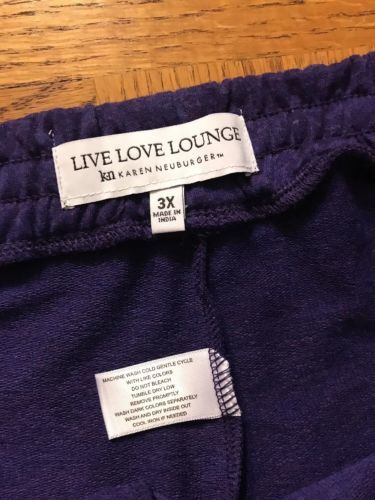 LIVE LOVE LOUNGE
kn KAREN NEUBURGER™
3X
MADE IN
INDIA
MACHINE WASH COLD GENTLE CYCLE
WITH LIKE COLORS
DO NOT BLEACH
TUMBLE DRY LOW
REMOVE PROMPTLY
WASH DARK COLORS SEPARATELY
WASH AND DRY INSIDE OUT
COOL IRON IF NEEDED